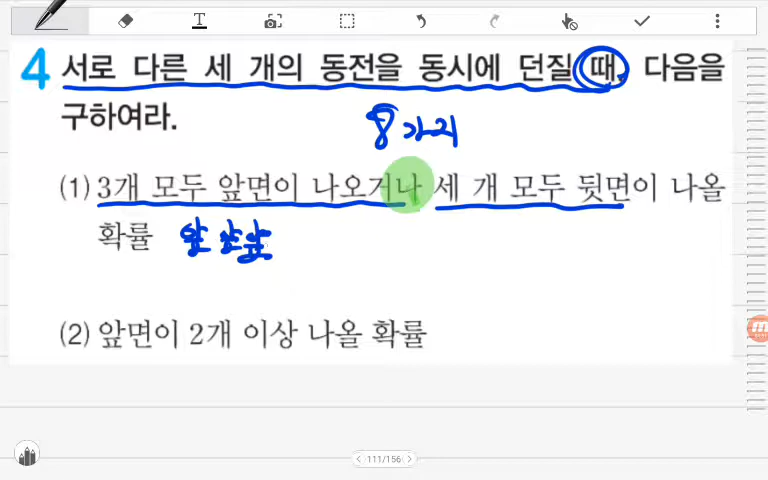 T
4 서로 다른 세 개의 동전을 동시에 던질 때, 다음을
구하여라.
8가지
(1) 3개 모두 앞면이 나오거나 세 개 모두 뒷면이 나올
확률 앞 앞 앞
(2) 앞면이 2개 이상 나올 확률
111/156